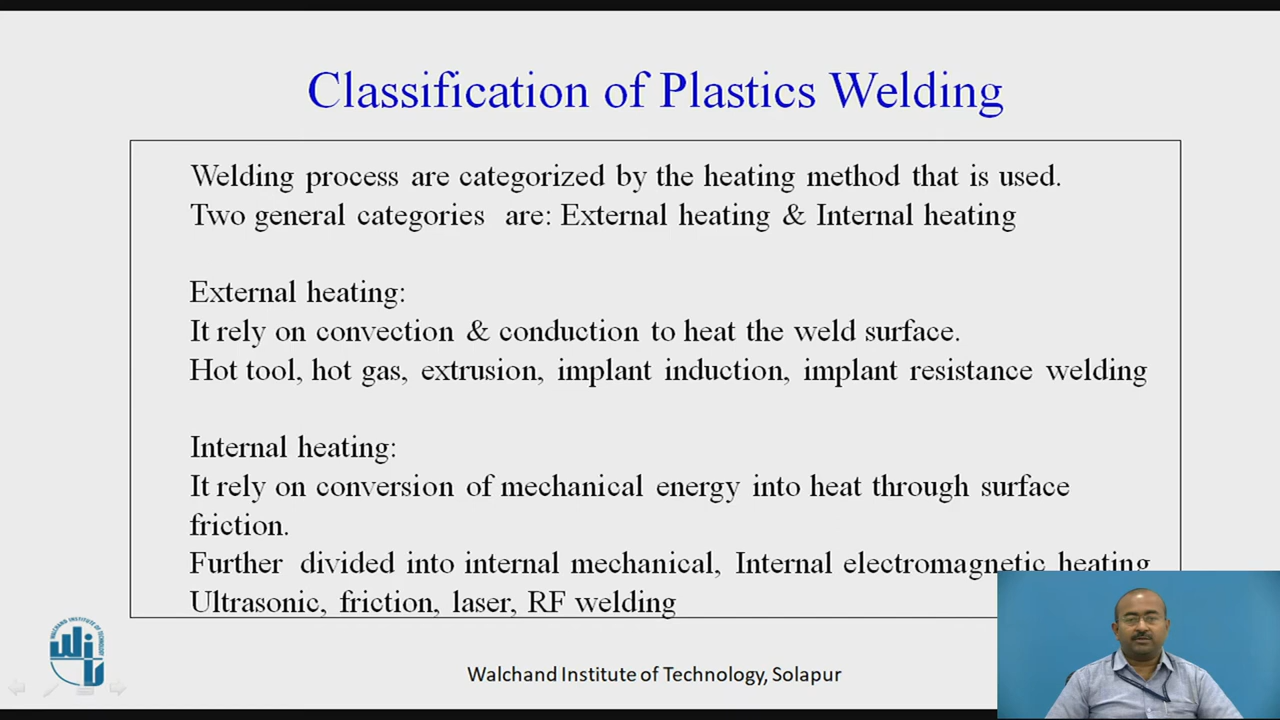 Classification of Plastics Welding
Welding process are categorized by the heating method that is used.
Two general categories are: External heating & Internal heating
External heating:
It rely on convection & conduction to heat the weld surface.
Hot tool, hot gas, extrusion, implant induction, implant resistance welding
Internal heating:
It rely on conversion of mechanical energy into heat through surface
friction.
Further divided into internal mechanical, Internal electromagnetic heating
Ultrasonic, friction, laser, RF welding
WALCHAND INSTITUTE OF TECHNOLOGY
Walchand Institute of Technology, Solapur